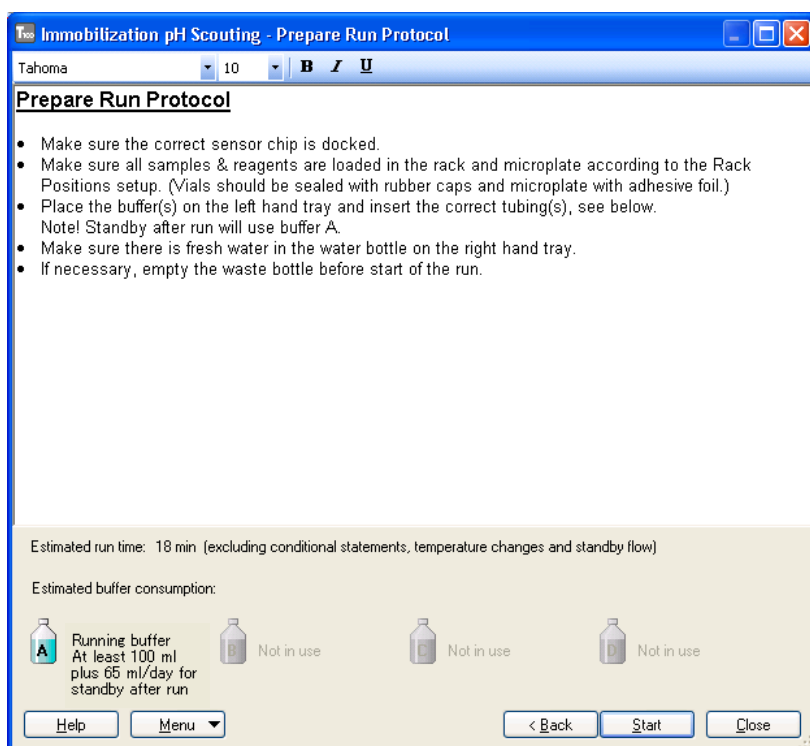 T100 Immobilization pH Scouting - Prepare Run Protocol
Tahoma 10 B I U
Prepare Run Protocol
• Make sure the correct sensor chip is docked.
• Make sure all samples & reagents are loaded in the rack and microplate according to the Rack
Positions setup. (Vials should be sealed with rubber caps and microplate with adhesive foil.)
• Place the buffer(s) on the left hand tray and insert the correct tubing(s), see below.
Note! Standby after run will use buffer A.
• Make sure there is fresh water in the water bottle on the right hand tray.
• If necessary, empty the waste bottle before start of the run.
Estimated run time: 18 min (excluding conditional statements, temperature changes and standby flow)
Estimated buffer consumption:
A
Running buffer
At least 100 ml
plus 65 ml/day for
standby after run
B Not in use
C Not in use
D Not in use
Help Menu < Back Start Close